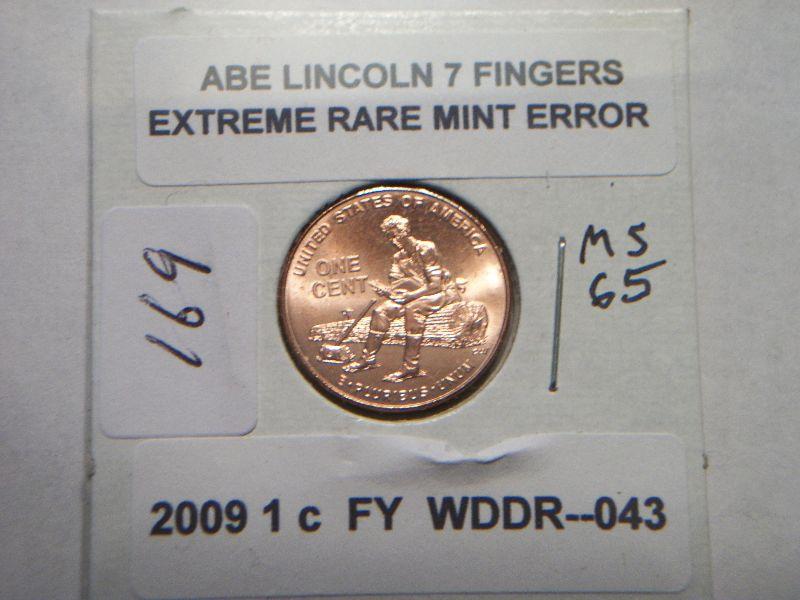 ABE LINCOLN 7 FINGERS
EXTREME RARE MINT ERROR
169
UNITED STATES OF AMERICA
ONE
CENT
E·PLURIBUS·UNUM
MS
65
2009 1 c FY WDDR--043